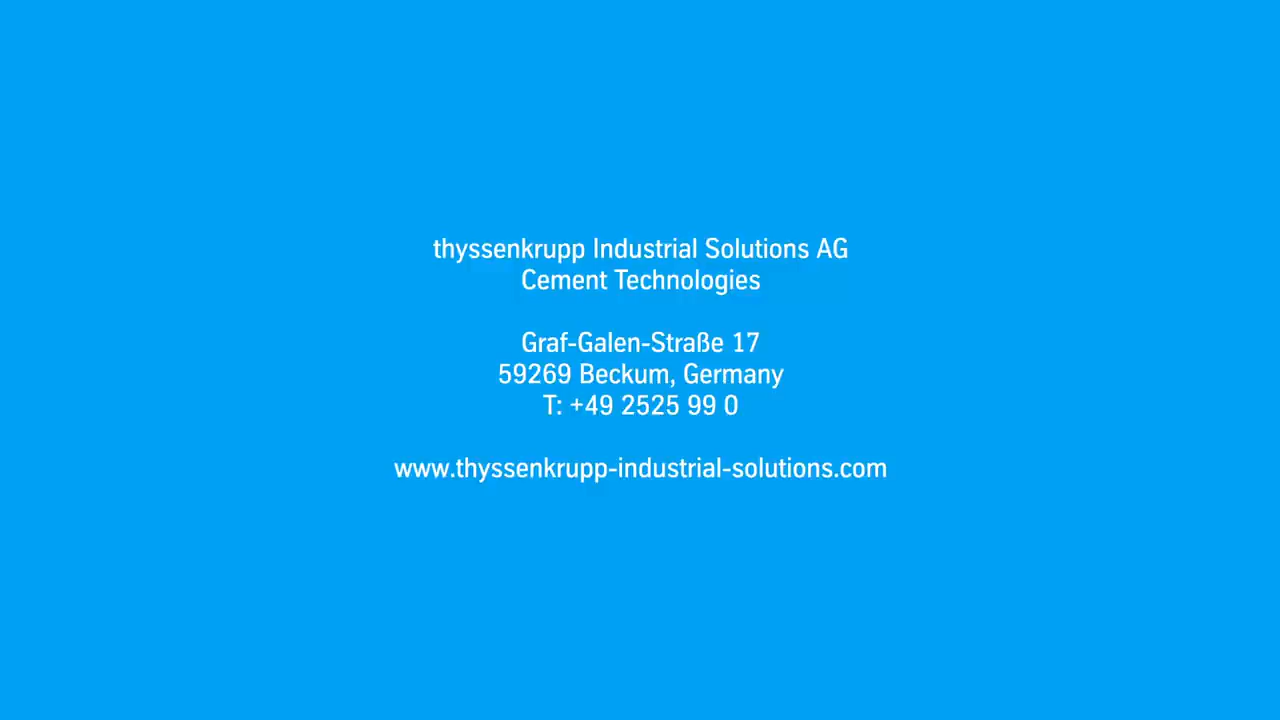 thyssenkrupp Industrial Solutions AG
Cement Technologies
Graf-Galen-Straße 17
59269 Beckum, Germany
T: +49 2525 99 0
www.thyssenkrupp-industrial-solutions.com